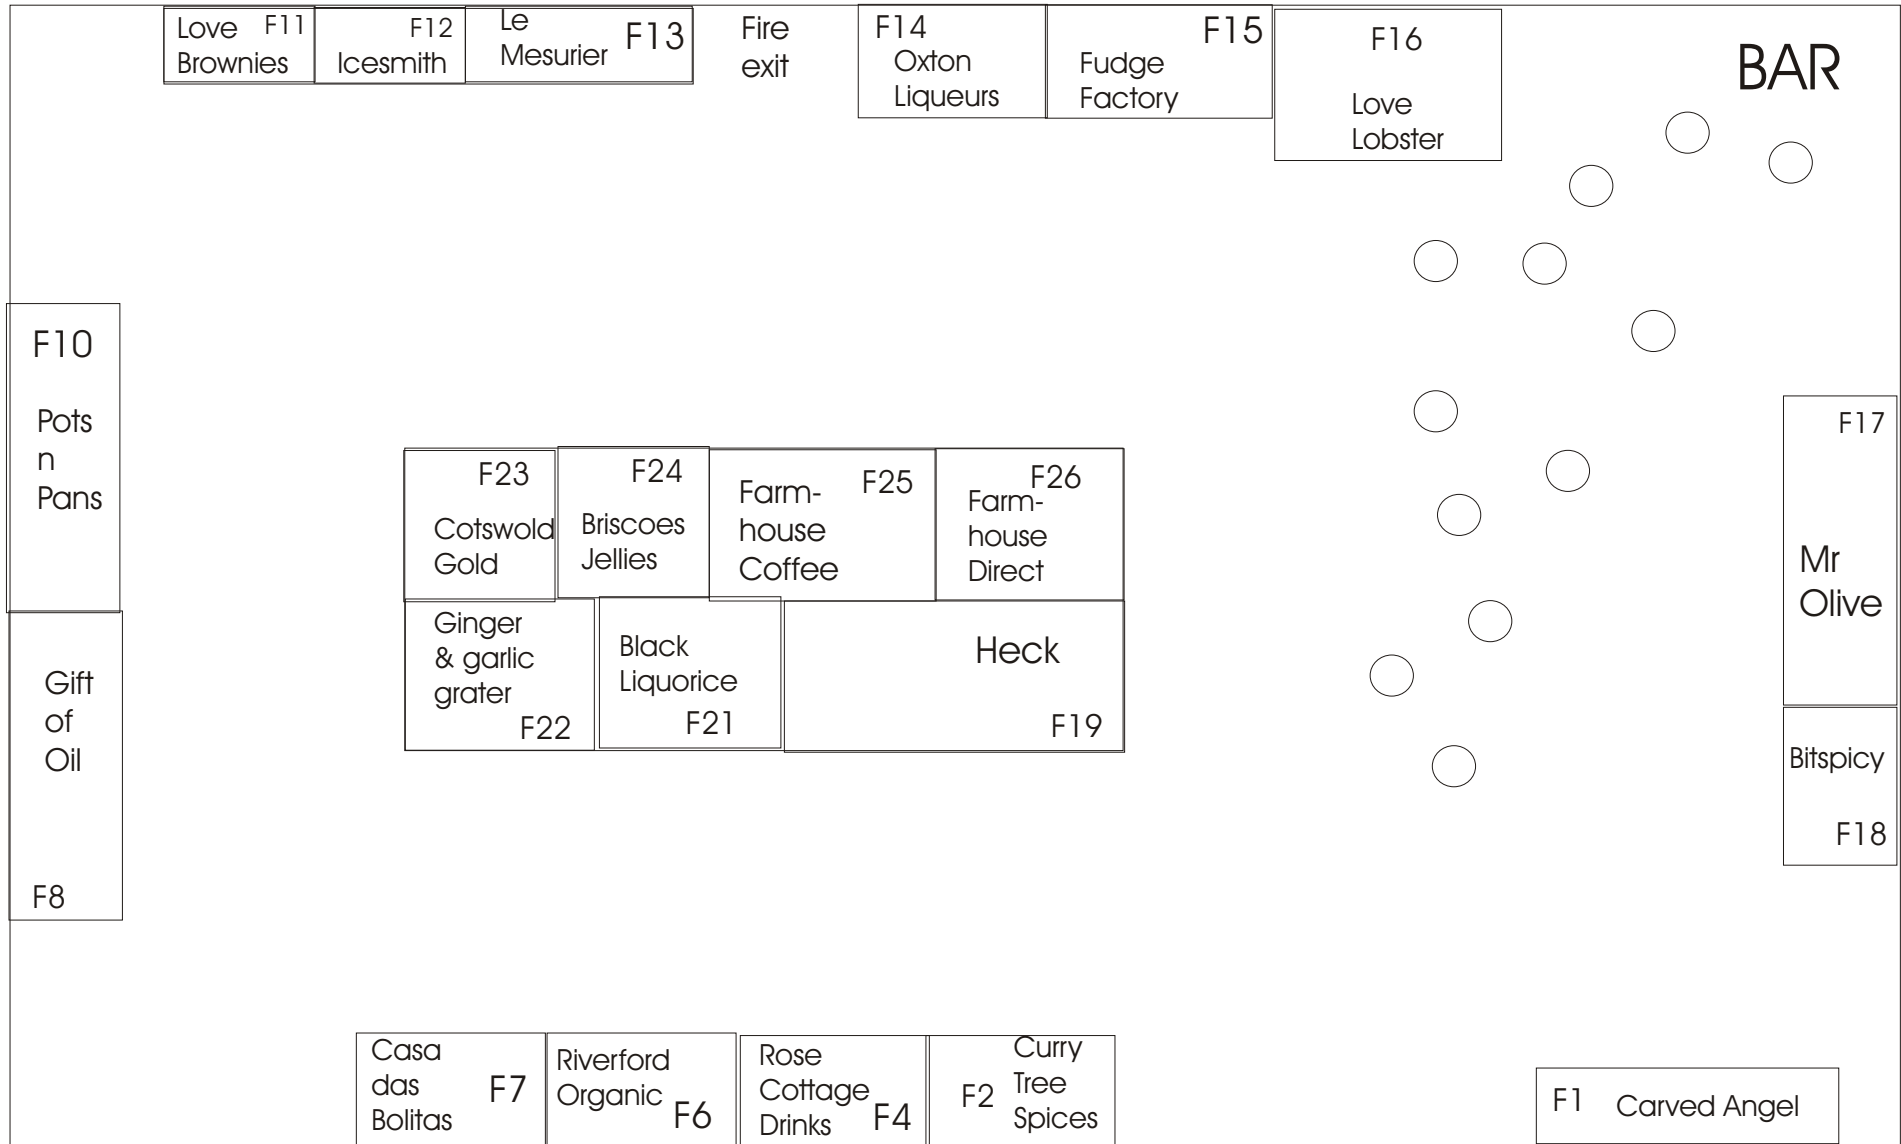 Love F11
Brownies
F12
Icesmith
Le
Mesurier F13
Fire
exit
F14
Oxton
Liqueurs
F15
Fudge
Factory
F16
Love
Lobster
BAR
F10
Pots
n
Pans
F17
Mr
Olive
F23
Cotswold
Gold
F24
Briscoes
Jellies
Farm- F25
house
Coffee
F26
Farm-
house
Direct
Ginger
& garlic
grater
F22
Black
Liquorice
F21
Heck
F19
Gift
of
Oil
F8
Bitspicy
F18
Casa
das F7
Bolitas
Riverford
Organic F6
Rose
Cottage
Drinks F4
Curry
F2 Tree
Spices
F1 Carved Angel